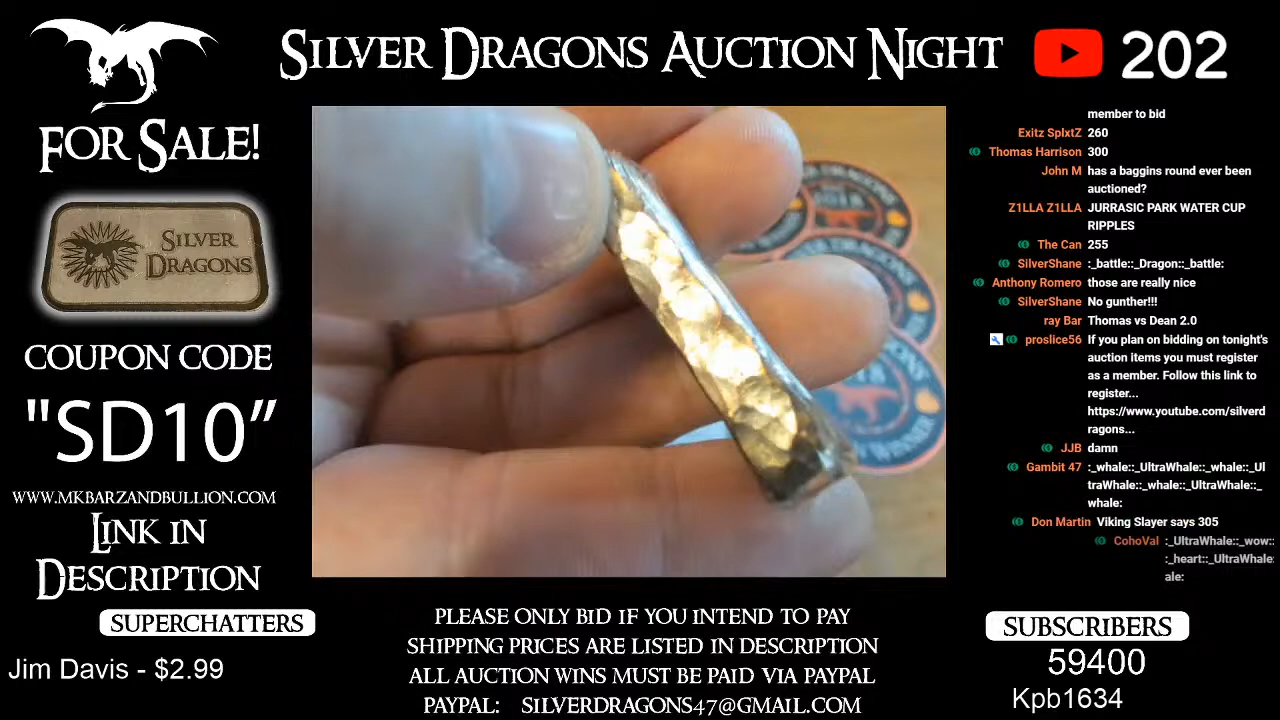 SILVER DRAGONS AUCTION NIGHT
202
FOR SALE!
SILVER
DRAGONS
COUPON CODE
"SD10"
WWW.MKBARZANDBULLION.COM
LINK IN
DESCRIPTION
SUPERCHATTERS
Jim Davis - $2.99
member to bid
Exitz SplxtZ 260
Thomas Harrison 300
John M has a baggins round ever been
auctioned?
Z1LLA Z1LLA JURRASIC PARK WATER CUP
RIPPLES
The Can 255
SilverShane :_battle::_Dragon::_battle:
Anthony Romero those are really nice
SilverShane No gunther!!!
ray Bar Thomas vs Dean 2.0
proslice56 If you plan on bidding on tonight's
auction items you must register
as a member. Follow this link to
register...
https://www.youtube.com/silverd
ragons...
JJB damn
Gambit 47 :_whale::_UltraWhale::_whale::_Ul
traWhale::_whale::_UltraWhale::_
whale:
Don Martin Viking Slayer says 305
CohoVal :_UltraWhale::_wow::
:_heart::_UltraWhale:
ale:
PLEASE ONLY BID IF YOU INTEND TO PAY
SHIPPING PRICES ARE LISTED IN DESCRIPTION
ALL AUCTION WINS MUST BE PAID VIA PAYPAL
PAYPAL: SILVERDRAGONS47@GMAIL.COM
SUBSCRIBERS
59400
Kpb1634